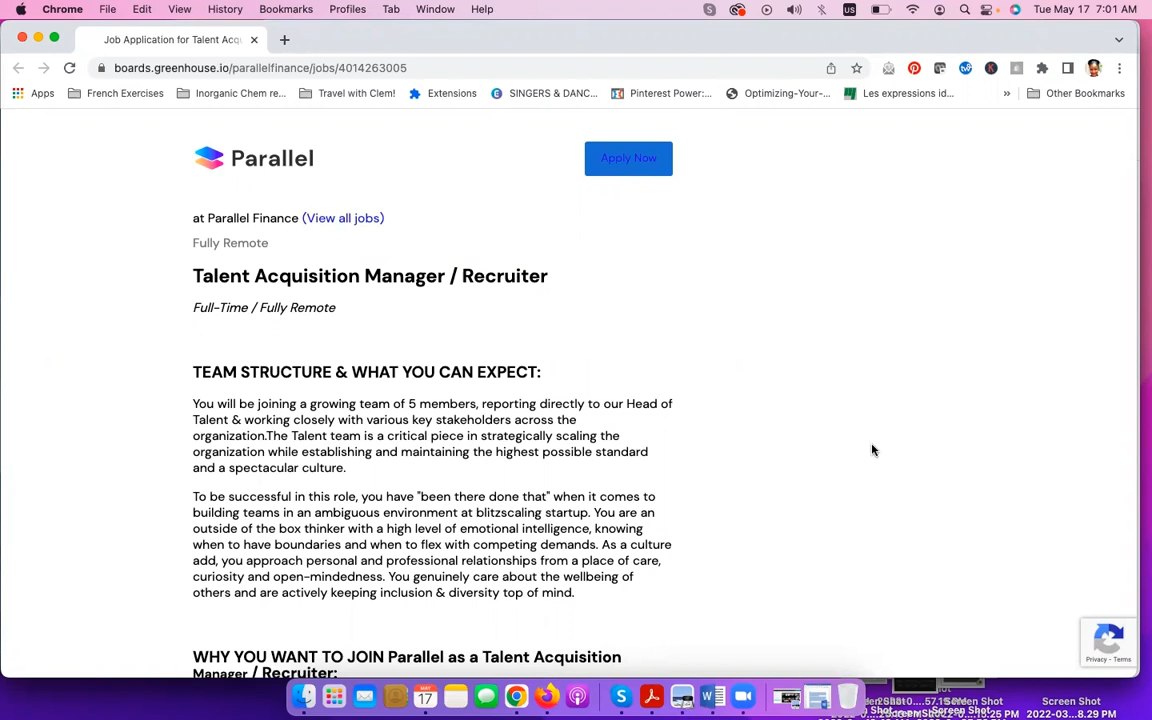 Chrome File Edit View History Bookmarks Profiles Tab Window Help US Tue May 17 7:01 AM
Job Application for Talent Acqu
boards.greenhouse.io/parallelfinance/jobs/4014263005
Apps French Exercises Inorganic Chem re... Travel with Clem! Extensions SINGERS & DANC... Pinterest Power:... Optimizing-Your-... Les expressions id... » Other Bookmarks
Parallel
Apply Now
at Parallel Finance (View all jobs)
Fully Remote
Talent Acquisition Manager / Recruiter
Full-Time / Fully Remote
TEAM STRUCTURE & WHAT YOU CAN EXPECT:
You will be joining a growing team of 5 members, reporting directly to our Head of
Talent & working closely with various key stakeholders across the
organization.The Talent team is a critical piece in strategically scaling the
organization while establishing and maintaining the highest possible standard
and a spectacular culture.
To be successful in this role, you have "been there done that" when it comes to
building teams in an ambiguous environment at blitzscaling startup. You are an
outside of the box thinker with a high level of emotional intelligence, knowing
when to have boundaries and when to flex with competing demands. As a culture
add, you approach personal and professional relationships from a place of care,
curiosity and open-mindedness. You genuinely care about the wellbeing of
others and are actively keeping inclusion & diversity top of mind.
WHY YOU WANT TO JOIN Parallel as a Talent Acquisition
Manager / Recruiter:
Privacy - Terms
MAY
17
Screen Shot
Screen Shot
2022-03...8.29 PM